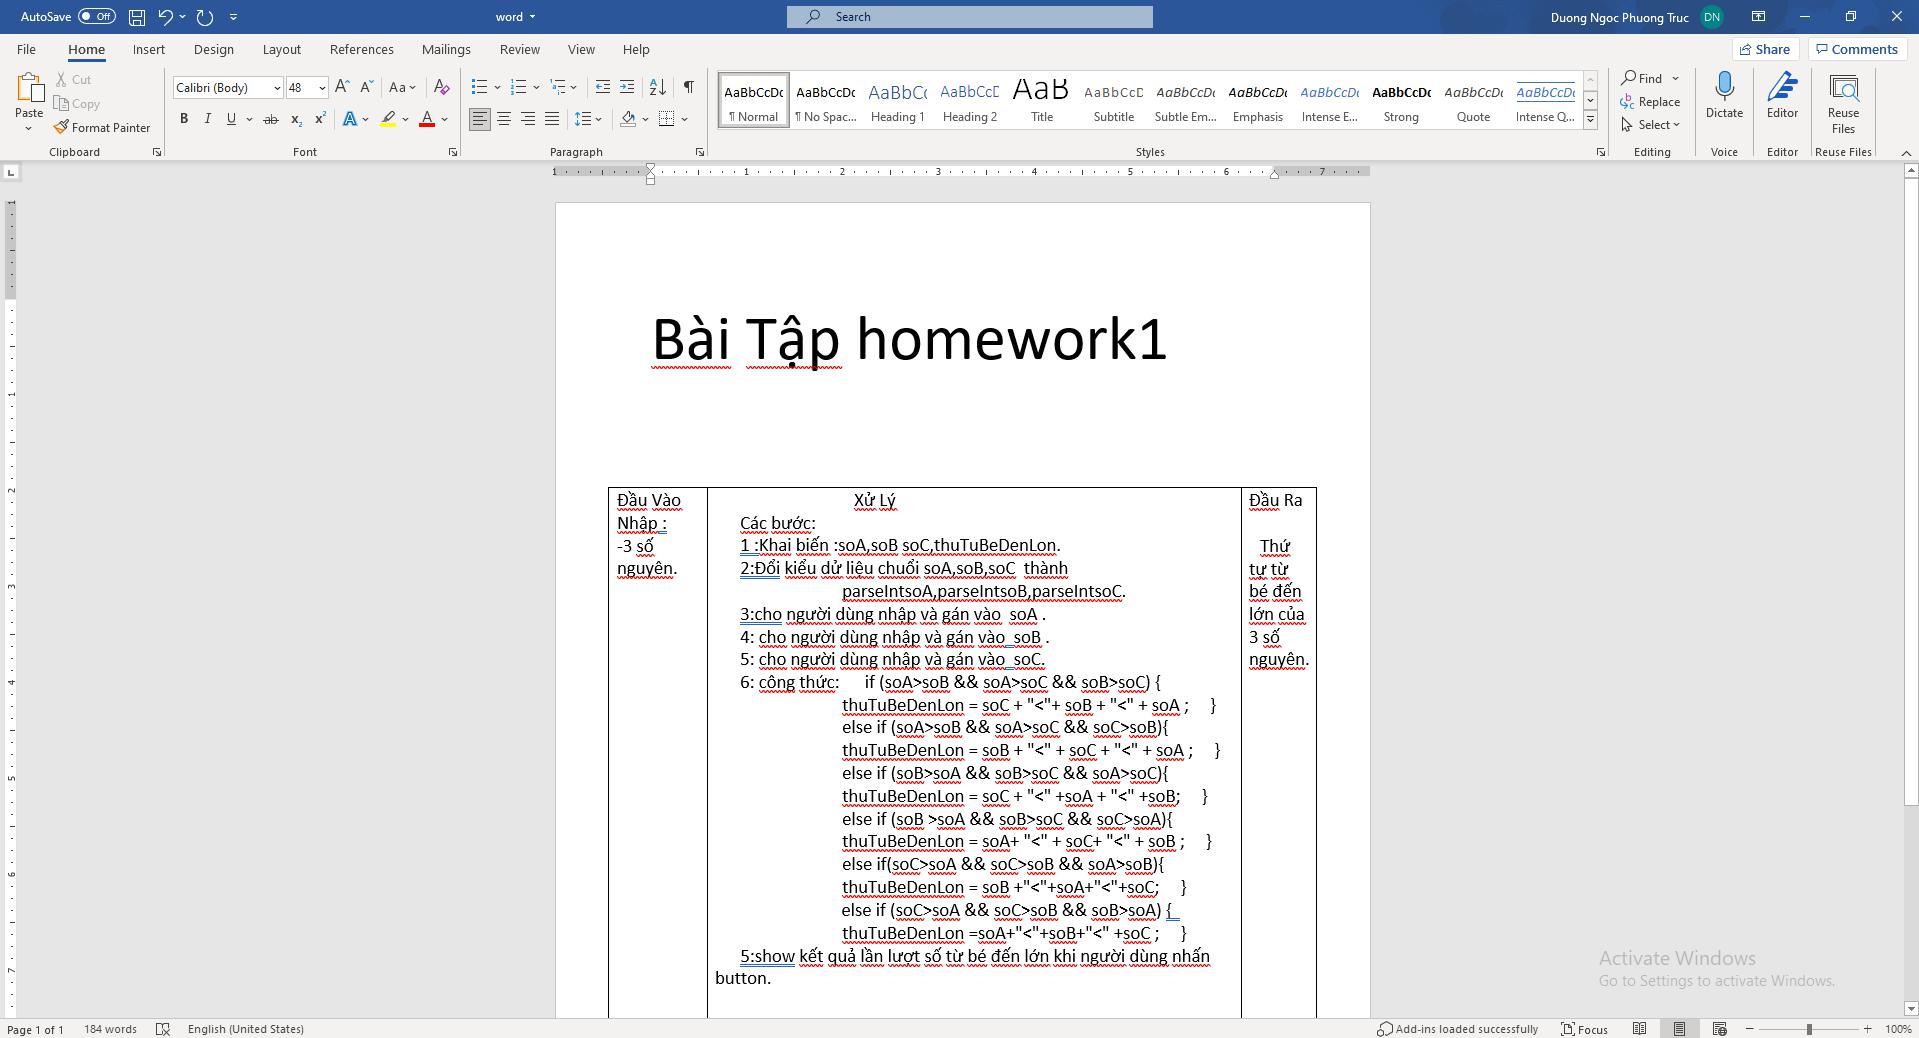 AutoSave Off
word
Search
Duong Ngoc Phuong Truc DN
File Home Insert Design Layout References Mailings Review View Help
Share Comments
Paste
Cut
Copy
Format Painter
Clipboard
Calibri (Body) 48
Font
Paragraph
AaBbCcDc AaBbCcDc AaBbCc AaBbCcD AaB AaBbCcD AaBbCcDc AaBbCcDc AaBbCcDc AaBbCcDc AaBbCcDc AaBbCcDc
¶ Normal ¶ No Spac... Heading 1 Heading 2 Title Subtitle Subtle Em... Emphasis Intense E... Strong Quote Intense Q...
Styles
Find
Replace
Select
Editing
Dictate
Voice
Editor
Editor
Reuse Files
Reuse Files
1 1 2 3 4 5 6 7
Bài Tập homework1
Đầu Vào
Nhập :
-3 số
nguyên.
Xử Lý
Các bước:
1 :Khai biến :soA,soB soC,thuTuBeDenLon.
2:Đổi kiểu dử liệu chuổi soA,soB,soC thành
parseIntsoA,parseIntsoB,parseIntsoC.
3:cho người dùng nhập và gán vào soA .
4: cho người dùng nhập và gán vào soB .
5: cho người dùng nhập và gán vào soC.
6: công thức: if (soA>soB && soA>soC && soB>soC) {
thuTuBeDenLon = soC + "<"+ soB + "<" + soA ; }
else if (soA>soB && soA>soC && soC>soB){
thuTuBeDenLon = soB + "<" + soC + "<" + soA ; }
else if (soB>soA && soB>soC && soA>soC){
thuTuBeDenLon = soC + "<" +soA + "<" +soB; }
else if (soB >soA && soB>soC && soC>soA){
thuTuBeDenLon = soA+ "<" + soC+ "<" + soB ; }
else if(soC>soA && soC>soB && soA>soB){
thuTuBeDenLon = soB +"<"+soA+"<"+soC; }
else if (soC>soA && soC>soB && soB>soA) {
thuTuBeDenLon =soA+"<"+soB+"<" +soC ; }
5:show kết quả lần lượt số từ bé đến lớn khi người dùng nhấn
button.
Đầu Ra
Thứ
tự từ
bé đến
lớn của
3 số
nguyên.
Activate Windows
Go to Settings to activate Windows.
Page 1 of 1 184 words English (United States)
Add-ins loaded successfully Focus 100%